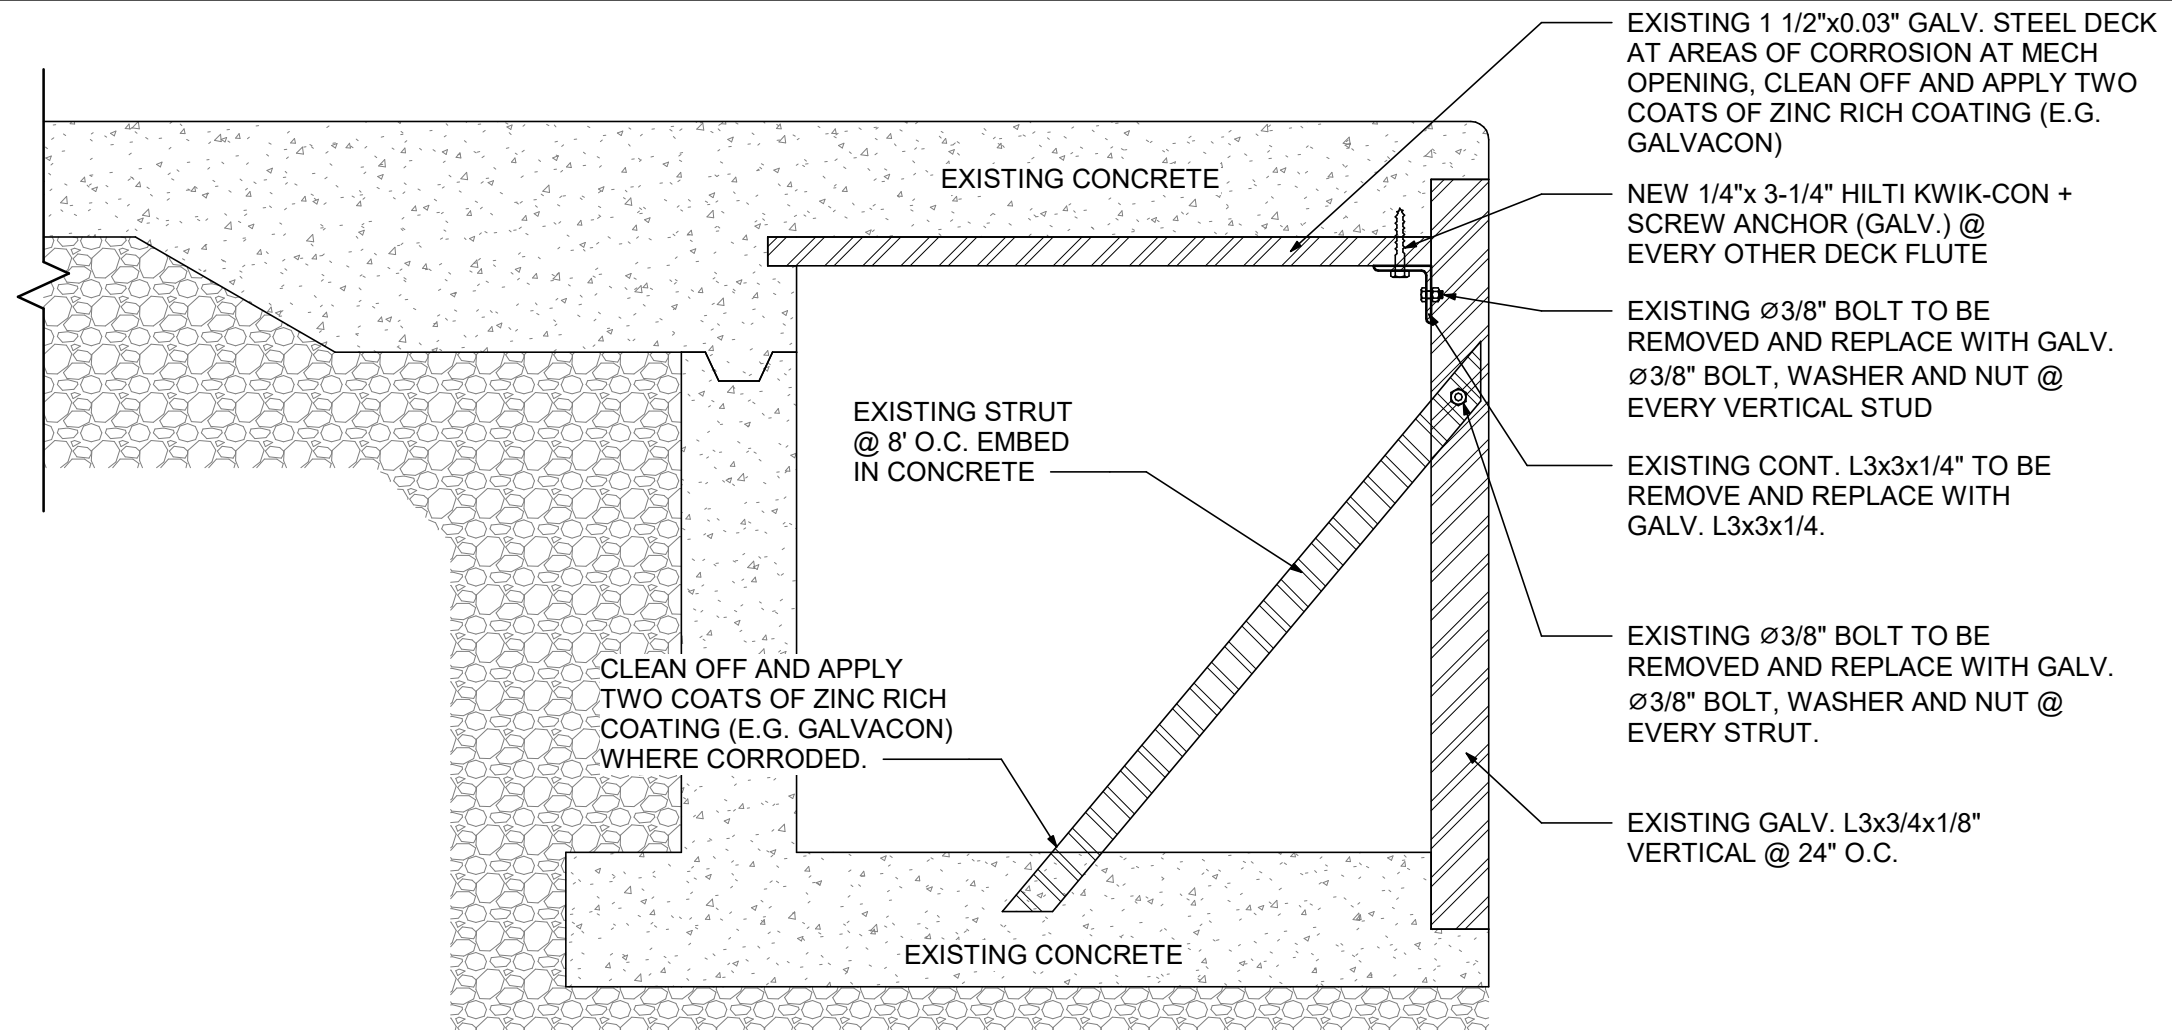 EXISTING 1 1/2"x0.03" GALV. STEEL DECK
AT AREAS OF CORROSION AT MECH
OPENING, CLEAN OFF AND APPLY TWO
COATS OF ZINC RICH COATING (E.G.
GALVACON)
EXISTING CONCRETE
NEW 1/4"x 3-1/4" HILTI KWIK-CON +
SCREW ANCHOR (GALV.) @
EVERY OTHER DECK FLUTE
EXISTING Ø3/8" BOLT TO BE
REMOVED AND REPLACE WITH GALV.
Ø3/8" BOLT, WASHER AND NUT @
EVERY VERTICAL STUD
EXISTING STRUT
@ 8' O.C. EMBED
IN CONCRETE
EXISTING CONT. L3x3x1/4" TO BE
REMOVE AND REPLACE WITH
GALV. L3x3x1/4.
EXISTING Ø3/8" BOLT TO BE
REMOVED AND REPLACE WITH GALV.
Ø3/8" BOLT, WASHER AND NUT @
EVERY STRUT.
CLEAN OFF AND APPLY
TWO COATS OF ZINC RICH
COATING (E.G. GALVACON)
WHERE CORRODED.
EXISTING GALV. L3x3/4x1/8"
VERTICAL @ 24" O.C.
EXISTING CONCRETE